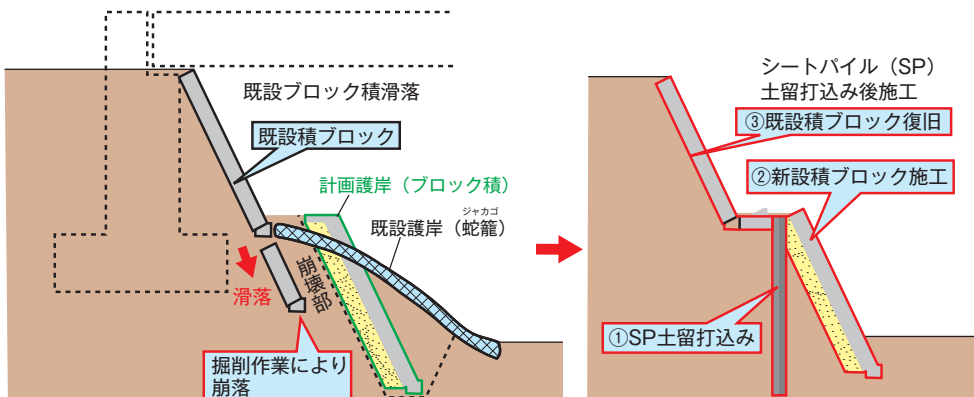 既設ブロック積滑落
既設積ブロック
計画護岸（ブロック積）
ジャカゴ
既設護岸（蛇籠）
滑落
崩壊部
掘削作業により
崩落
シートパイル（SP）
土留打込み後施工
③既設積ブロック復旧
②新設積ブロック施工
①SP土留打込み